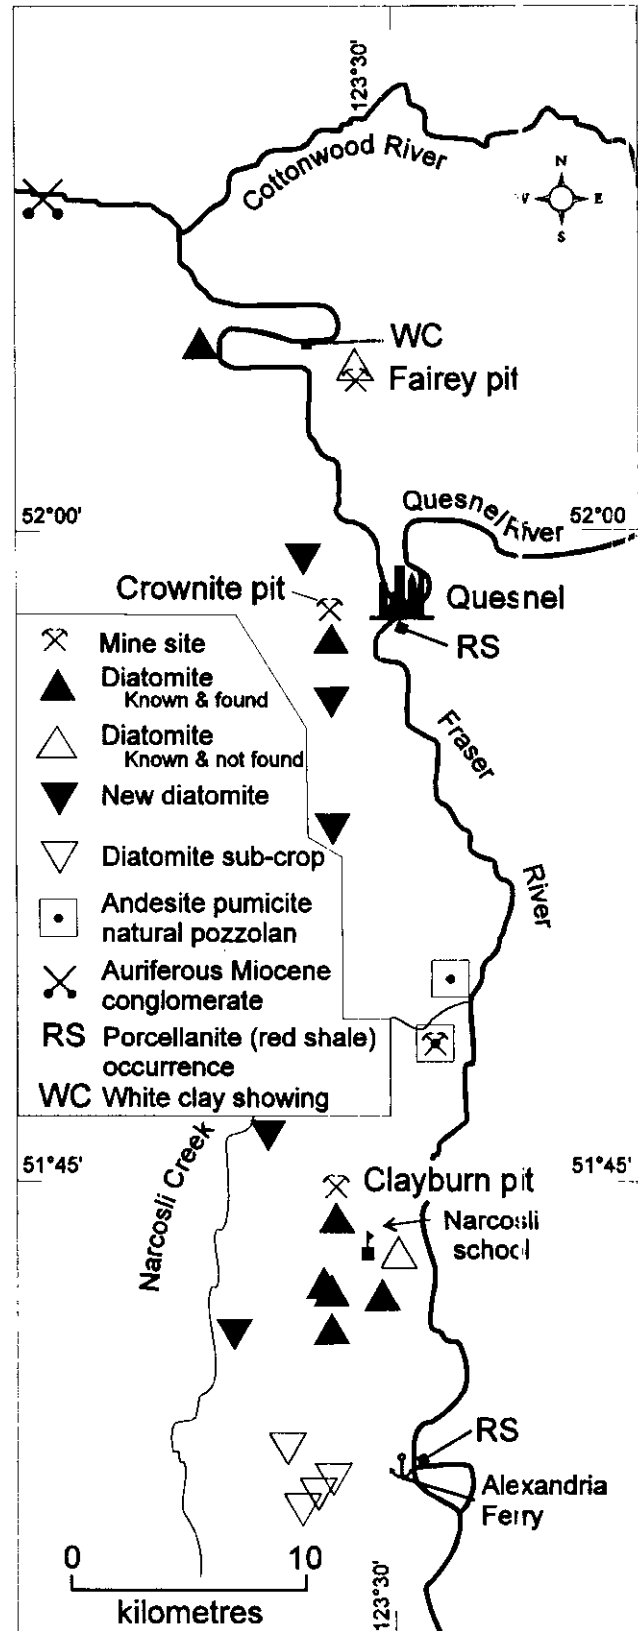 123°30'
Cottonwood River
N
E
S
WC
Fairey pit
Quesnel River
52°00'
52°00
Crownite pit
Quesnel
RS
Mine site
Diatomite
Known & found
Diatomite
Known & not found
New diatomite
Diatomite sub-crop
Andesite pumicite
natural pozzolan
Auriferous Miocene
conglomerate
RS Porcellanite (red shale)
occurrence
WC White clay showing
Fraser
River
51°45'
51°45'
Narcosli Creek
Clayburn pit
Narcosli
school
RS
Alexandria
Ferry
0 10
kilometres
123°30'